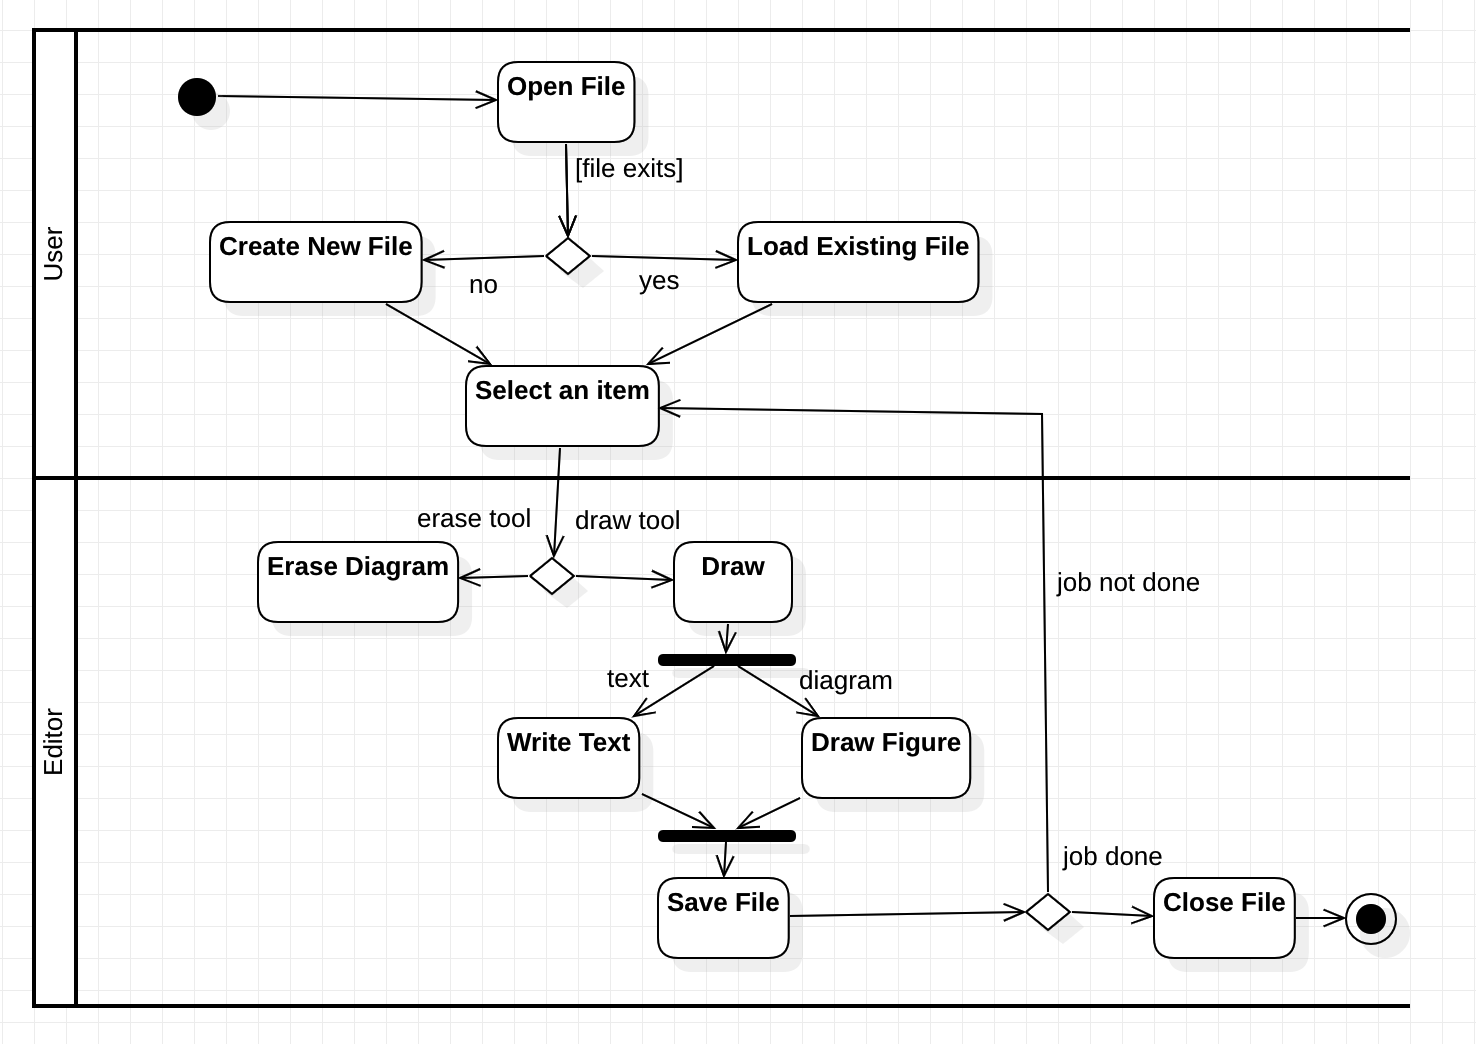 User
Open File
[file exits]
Create New File
Load Existing File
no
yes
Select an item
Editor
erase tool
draw tool
Erase Diagram
Draw
job not done
text
diagram
Write Text
Draw Figure
job done
Save File
Close File